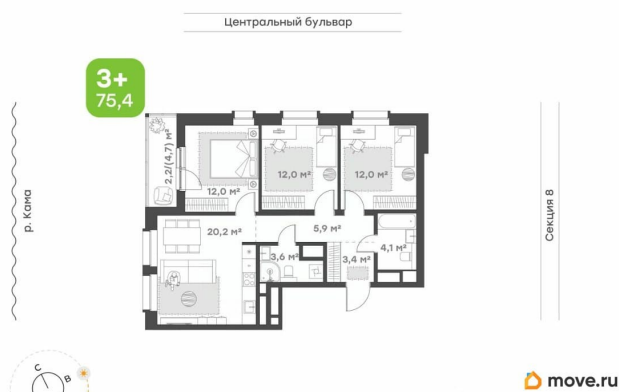 Центральный бульвар
3+
75,4
2,2/(4,7) м²
12,0 м²
12,0 м²
12,0 м²
р. Кама
Секция 8
20,2 м²
5,9 м²
4,1 м²
3,6 м²
3,4 м²
С
В
move.ru